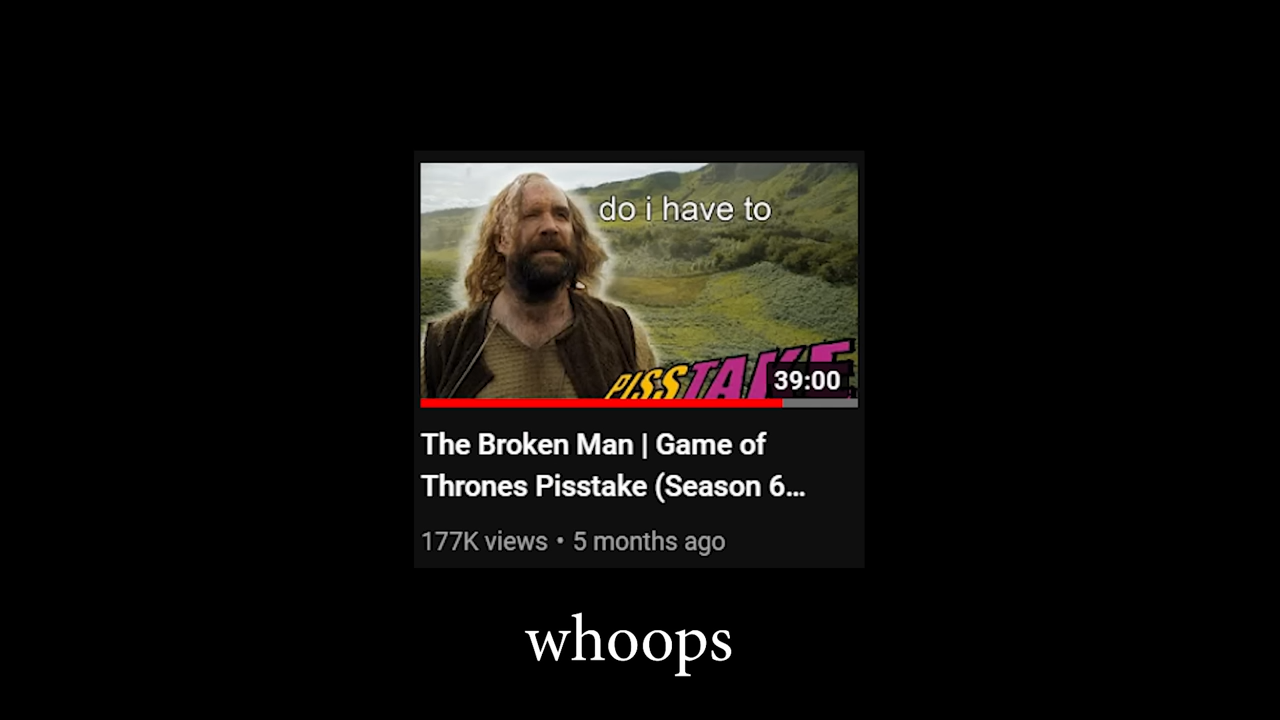 do i have to
PISSTAKE
39:00
The Broken Man | Game of
Thrones Pisstake (Season 6...
177K views • 5 months ago
whoops